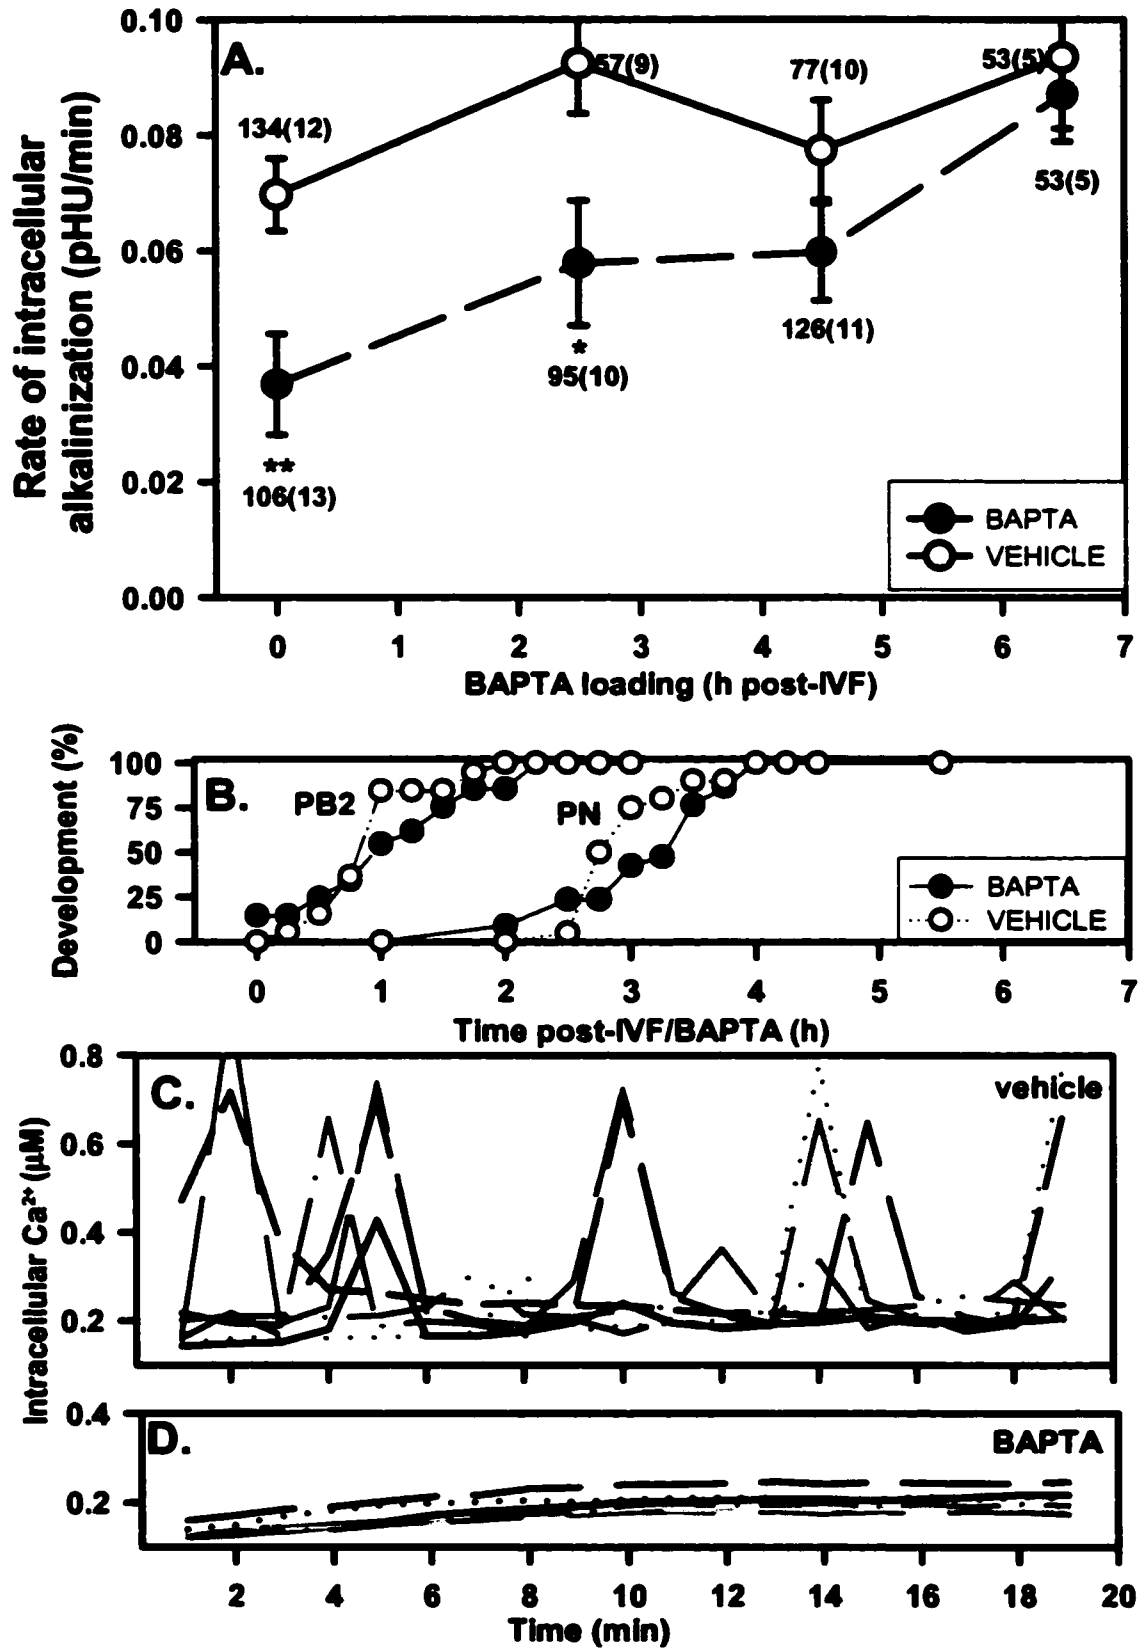 A.
Rate of intracellular
alkalinization (pHU/min)
0.10
0.08
0.06
0.04
0.02
0.00
134(12)
57(9)
77(10)
53(5)
53(5)
126(11)
*
95(10)
**
106(13)
BAPTA
VEHICLE
0 1 2 3 4 5 6 7
BAPTA loading (h post-IVF)
B.
Development (%)
100
75
50
25
0
PB2
PN
BAPTA
VEHICLE
0 1 2 3 4 5 6 7
Time post-IVF/BAPTA (h)
C.
vehicle
Intracellular Ca²⁺ (µM)
0.8
0.6
0.4
0.2
D.
BAPTA
0.4
0.2
2 4 6 8 10 12 14 16 18 20
Time (min)